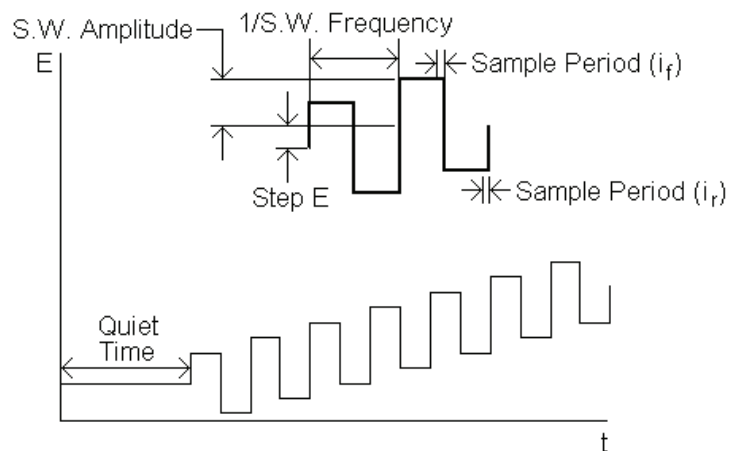 S.W. Amplitude
1/S.W. Frequency
E
Sample Period (if)
Step E
Sample Period (ir)
Quiet
Time
t